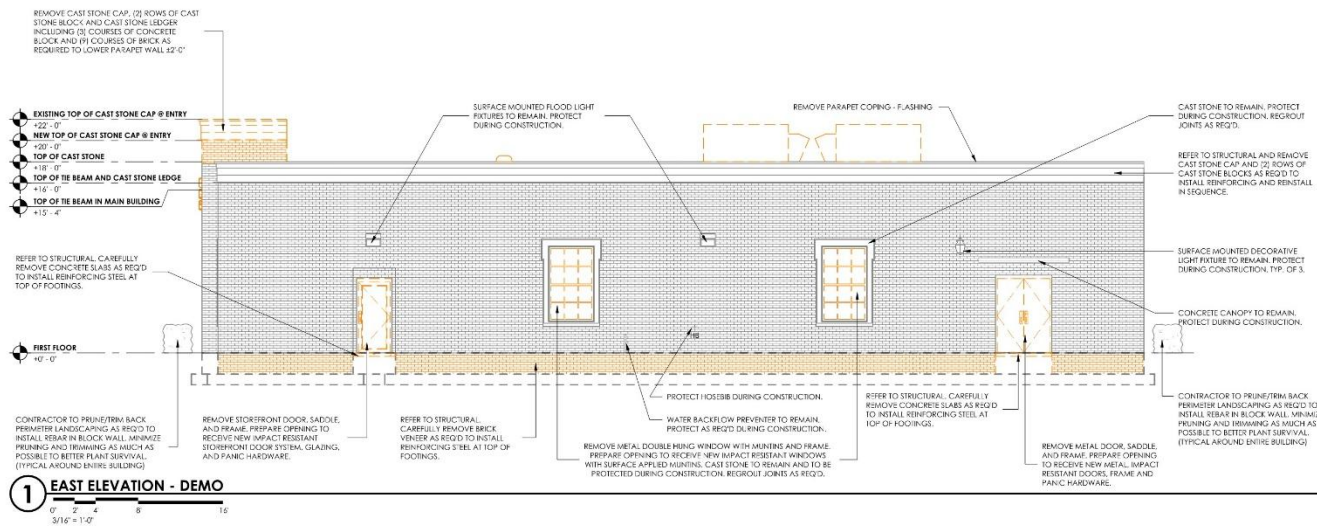 REMOVE CAST STONE CAP, (2) ROWS OF CAST
STONE BLOCK AND CAST STONE LEDGER
INCLUDING (3) COURSES OF CONCRETE
BLOCK AND (9) COURSES OF BRICK AS
REQUIRED TO LOWER PARAPET WALL ±2'-0"
EXISTING TOP OF CAST STONE CAP @ ENTRY
+22' - 0"
NEW TOP OF CAST STONE CAP @ ENTRY
+20' - 0"
TOP OF CAST STONE
+18' - 0"
TOP OF TIE BEAM AND CAST STONE LEDGE
+16' - 0"
TOP OF TIE BEAM IN MAIN BUILDING
+15' - 4"
SURFACE MOUNTED FLOOD LIGHT
FIXTURES TO REMAIN. PROTECT
DURING CONSTRUCTION.
REMOVE PARAPET COPING - FLASHING
CAST STONE TO REMAIN. PROTECT
DURING CONSTRUCTION. REGROUT
JOINTS AS REQ'D.
REFER TO STRUCTURAL AND REMOVE
CAST STONE CAP AND (2) ROWS OF
CAST STONE BLOCKS AS REQ'D TO
INSTALL REINFORCING AND REINSTALL
IN SEQUENCE.
SURFACE MOUNTED DECORATIVE
LIGHT FIXTURE TO REMAIN. PROTECT
DURING CONSTRUCTION, TYP. OF 3.
CONCRETE CANOPY TO REMAIN.
PROTECT DURING CONSTRUCTION.
REFER TO STRUCTURAL. CAREFULLY
REMOVE CONCRETE SLABS AS REQ'D
TO INSTALL REINFORCING STEEL AT
TOP OF FOOTINGS.
HB
FIRST FLOOR
+0' - 0"
CONTRACTOR TO PRUNE/TRIM BACK
PERIMETER LANDSCAPING AS REQ'D TO
INSTALL REBAR IN BLOCK WALL. MINIMIZE
PRUNING AND TRIMMING AS MUCH AS
POSSIBLE TO BETTER PLANT SURVIVAL.
(TYPICAL AROUND ENTIRE BUILDING)
REMOVE STOREFRONT DOOR, SADDLE,
AND FRAME. PREPARE OPENING TO
RECEIVE NEW IMPACT RESISTANT
STOREFRONT DOOR SYSTEM, GLAZING,
AND PANIC HARDWARE.
REFER TO STRUCTURAL.
CAREFULLY REMOVE BRICK
VENEER AS REQ'D TO INSTALL
REINFORCING STEEL AT TOP OF
FOOTINGS.
PROTECT HOSEBIB DURING CONSTRUCTION.
WATER BACKFLOW PREVENTER TO REMAIN.
PROTECT AS REQ'D DURING CONSTRUCTION.
REMOVE METAL DOUBLE HUNG WINDOW WITH MUNTINS AND FRAME.
PREPARE OPENING TO RECEIVE NEW IMPACT RESISTANT WINDOWS
WITH SURFACE APPLIED MUNTINS. CAST STONE TO REMAIN AND TO BE
PROTECTED DURING CONSTRUCTION. REGROUT JOINTS AS REQ'D.
REFER TO STRUCTURAL. CAREFULLY
REMOVE CONCRETE SLABS AS REQ'D
TO INSTALL REINFORCING STEEL AT
TOP OF FOOTINGS.
REMOVE METAL DOOR, SADDLE,
AND FRAME. PREPARE OPENING
TO RECEIVE NEW METAL, IMPACT
RESISTANT DOORS, FRAME AND
PANIC HARDWARE.
CONTRACTOR TO PRUNE/TRIM BACK
PERIMETER LANDSCAPING AS REQ'D TO
INSTALL REBAR IN BLOCK WALL. MINIMIZE
PRUNING AND TRIMMING AS MUCH AS
POSSIBLE TO BETTER PLANT SURVIVAL.
(TYPICAL AROUND ENTIRE BUILDING)
1 EAST ELEVATION - DEMO
0' 2' 4' 8' 16'
3/16" = 1'-0"